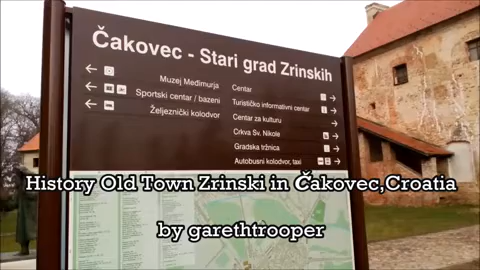 Čakovec - Stari grad Zrinskih
Muzej Međimurja
Sportski centar / bazeni
Željeznički kolodvor
Centar
Turističko informativni centar
Centar za kulturu
Crkva Sv. Nikole
Gradska tržnica
Autobusni kolodvor, taxi
History Old Town Zrinski in Čakovec,Croatia
by garethtrooper